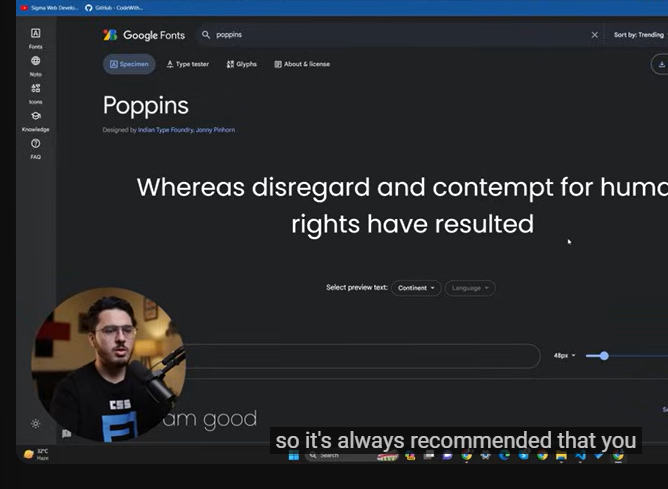 Sigma Web Develo...
GitHub - CodeWith...
Fonts
Noto
Icons
Knowledge
FAQ
Google Fonts
poppins
Sort by: Trending
Specimen
Type tester
Glyphs
About & license
Poppins
Designed by Indian Type Foundry, Jonny Pinhorn
Whereas disregard and contempt for huma
rights have resulted
Select preview text:
Continent
Language
48px
CSS
am good
so it's always recommended that you
32°C
Haze
Search